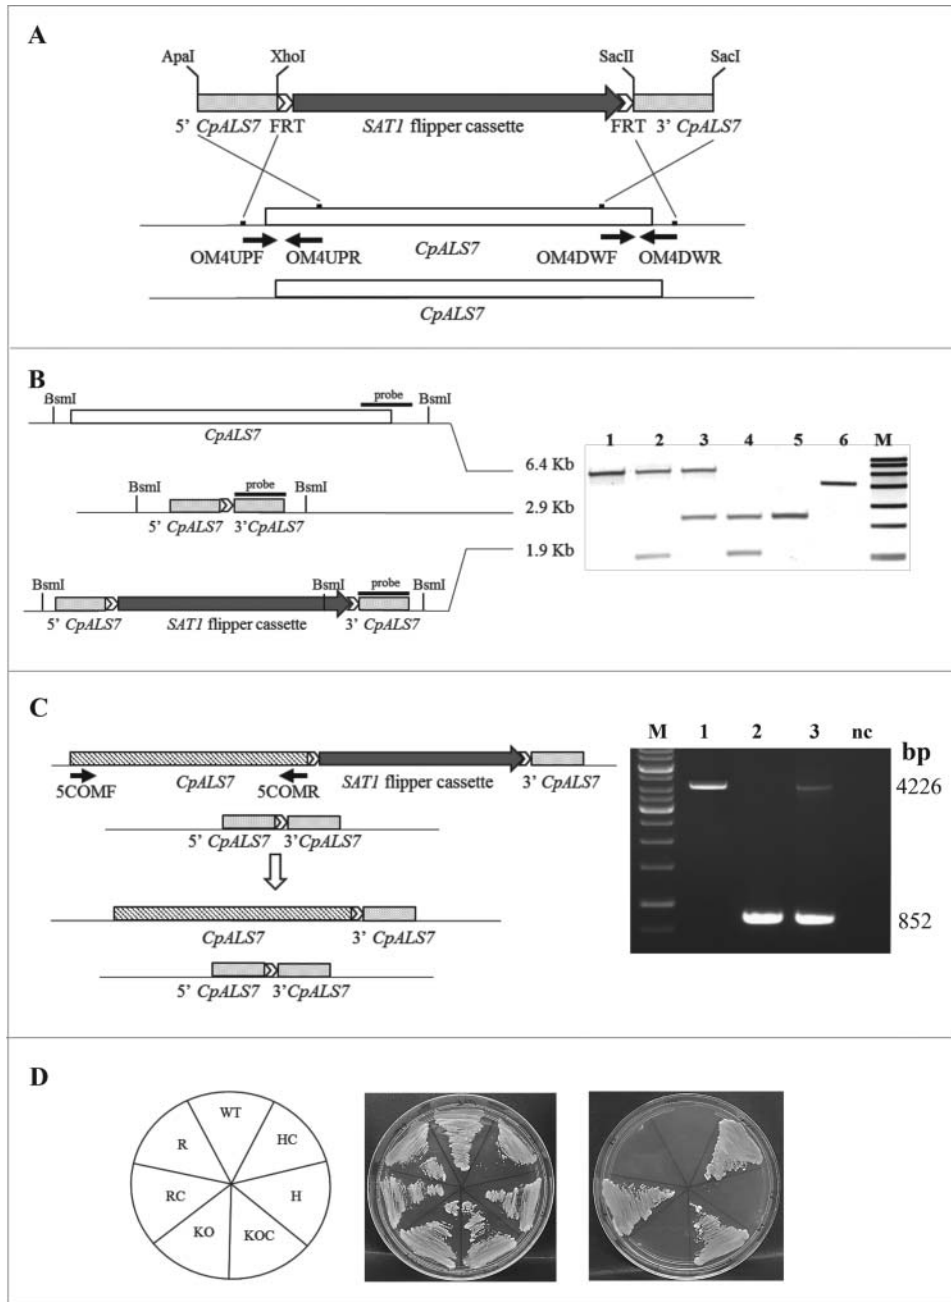 A
ApaI XhoI SacII SacI
5' CpALS7 FRT SAT1 flipper cassette FRT 3' CpALS7
OM4UPF OM4UPR CpALS7 OM4DWF OM4DWR
CpALS7
B
BsmI probe BsmI
CpALS7
6.4 Kb
BsmI probe BsmI
5' CpALS7 3'CpALS7
2.9 Kb
1.9 Kb
BsmI BsmI probe BsmI
5' CpALS7 SAT1 flipper cassette 3' CpALS7
1 2 3 4 5 6 M
C
CpALS7 SAT1 flipper cassette 3' CpALS7
5COMF 5COMR
5' CpALS7 3'CpALS7
CpALS7 3' CpALS7
5' CpALS7 3'CpALS7
M 1 2 3 nc
bp
4226
852
D
WT
R HC
RC H
KO KOC